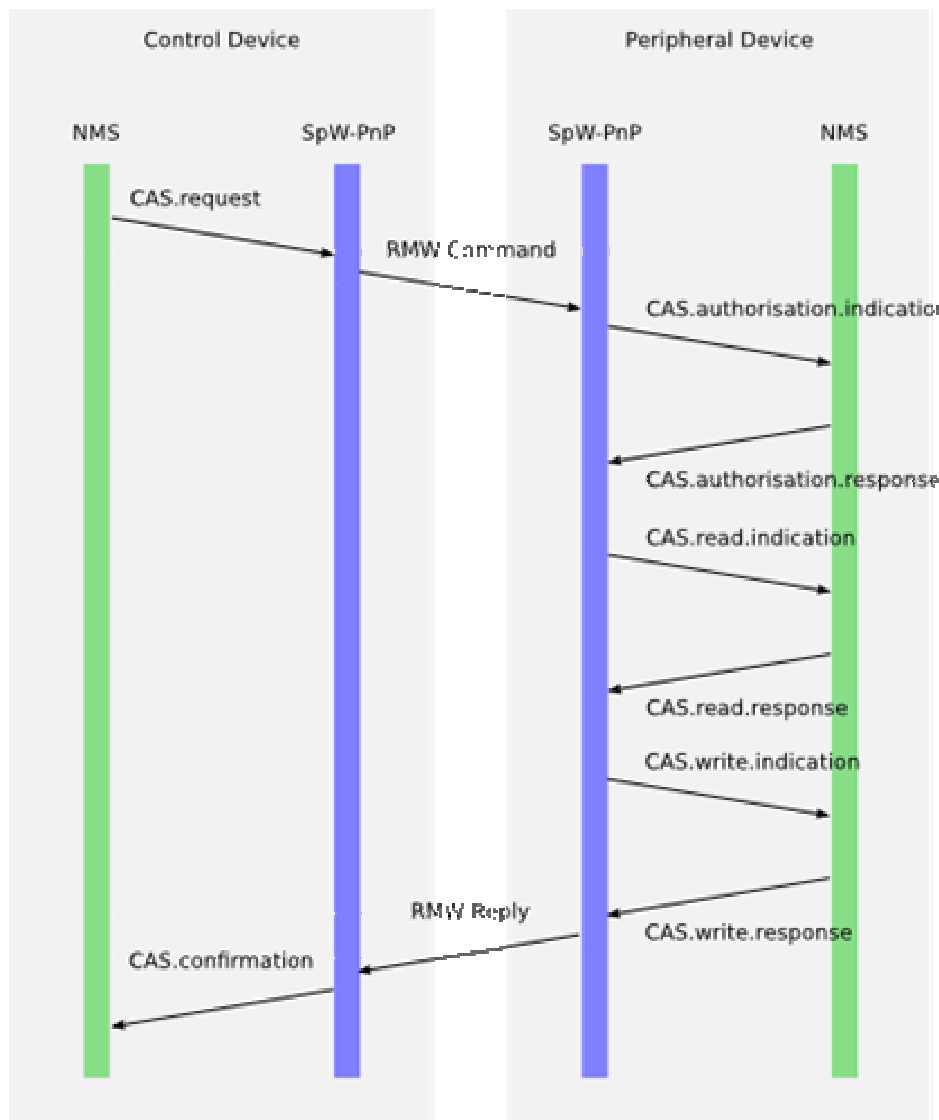 Control Device
Peripheral Device
NMS
SpW-PnP
SpW-PnP
NMS
CAS.request
RMW Command
CAS.authorisation.indication
CAS.authorisation.response
CAS.read.indication
CAS.read.response
CAS.write.indication
RMW Reply
CAS.write.response
CAS.confirmation